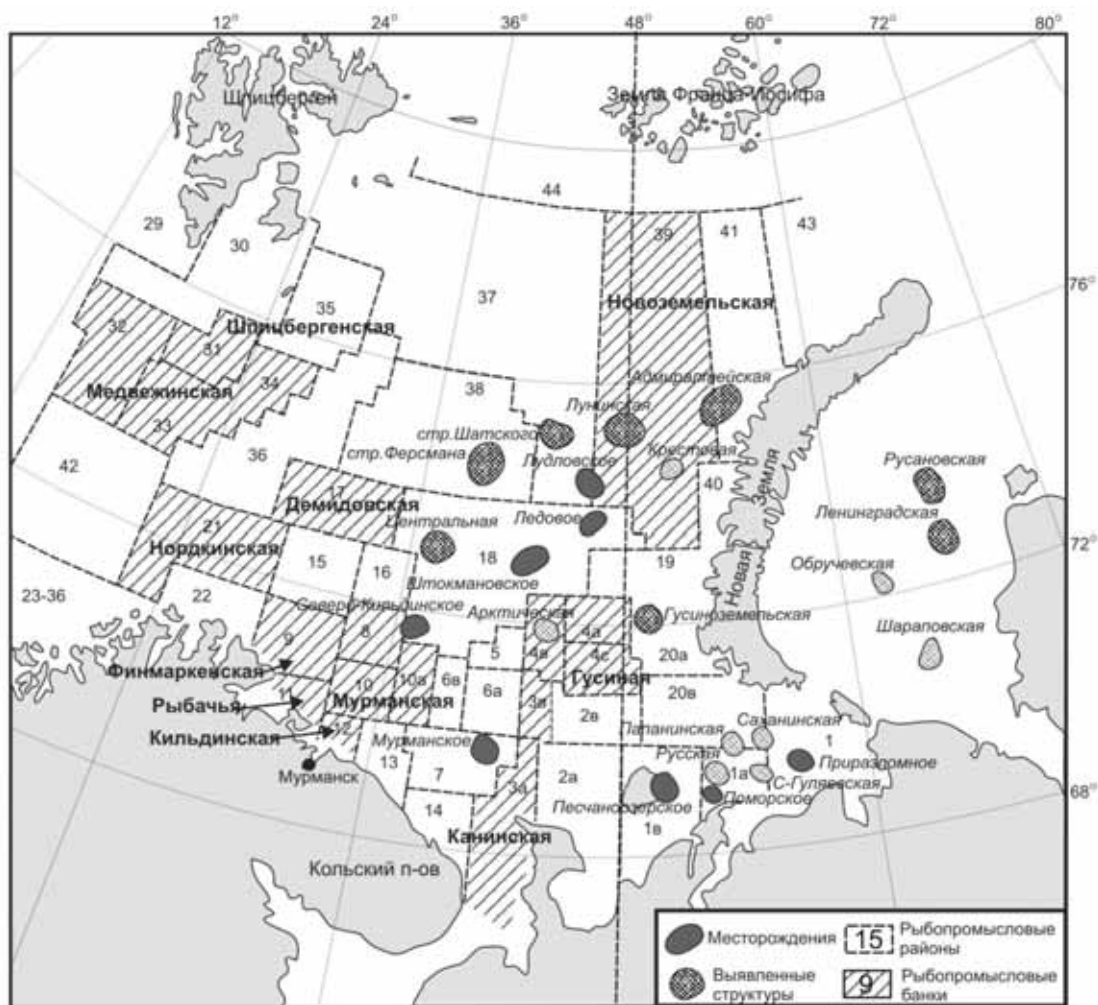 12° 24° 36° 48° 60° 72° 80°
Шпицберген
Земля Франца-Иосифа
44
29
30
39
41
43
76°
37
35
Новоземельская
Шпицбергенская
32
31
34
38
Адмиралтейская
Медвежинская
Лунинская
33
стр.Шатского
Крестовая
36
стр.Ферсмана
Лудловское
42
40
Русановская
17
Демидовская
Земля
21
Центральная
Ледовое
Ленинградская
Нордкинская
18
72°
15
16
Штокмановское
19
Новая
Обручевская
23-36
22
Северо-Кильдинское
Арктическая
Гусиноземельская
9
8
5
4в
4а
Шараповская
4с
20а
Финмаркенская
10
10а
6в
6а
Гусиная
11
Мурманская
3в
20в
Рыбачья
2в
Кильдинская
12
Папанинская
Саханинская
1
Мурманское
Русская
Приразломное
Мурманск
13
7
3а
2а
1а
С-Гуляевская
Песчаноозерское
Поморское
68°
14
1в
Канинская
Кольский п-ов
Месторождения
15
Рыбопромысловые
районы
Выявленные
структуры
9
Рыбопромысловые
банки